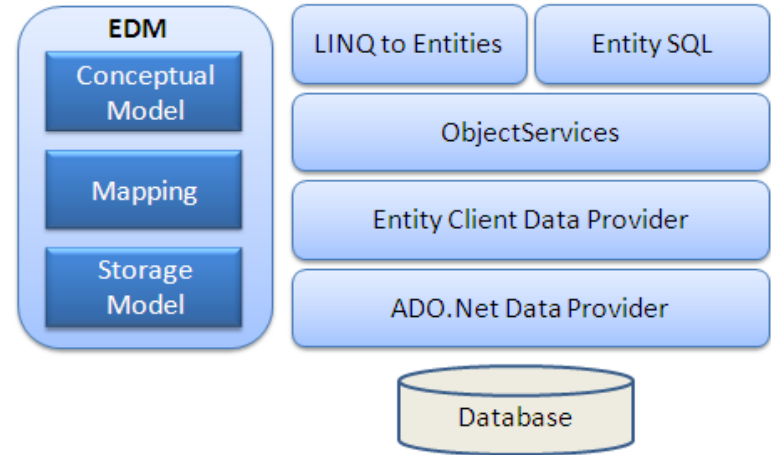 EDM
Conceptual
Model
Mapping
Storage
Model
LINQ to Entities
Entity SQL
ObjectServices
Entity Client Data Provider
ADO.Net Data Provider
Database